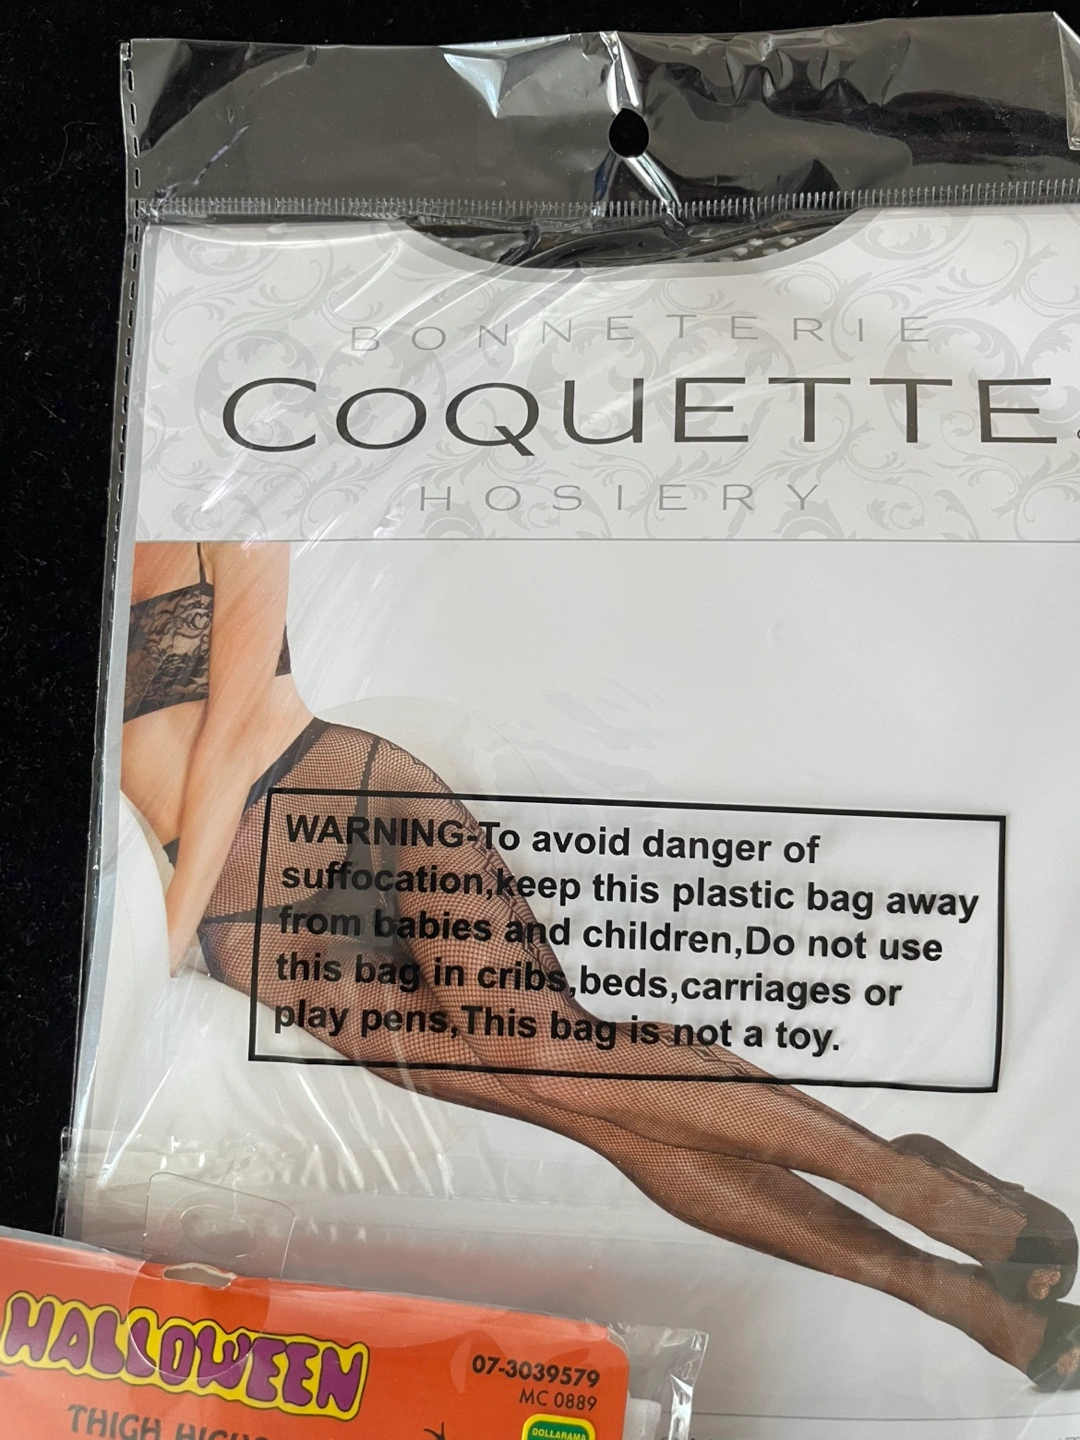 BONNETERIE
COQUETTE
HOSIERY
WARNING-To avoid danger of
suffocation,keep this plastic bag away
from babies and children,Do not use
this bag in cribs,beds,carriages or
play pens,This bag is not a toy.
HALLOWEEN
07-3039579
MC 0889
THIGH HIGHS
DOLLARAMA